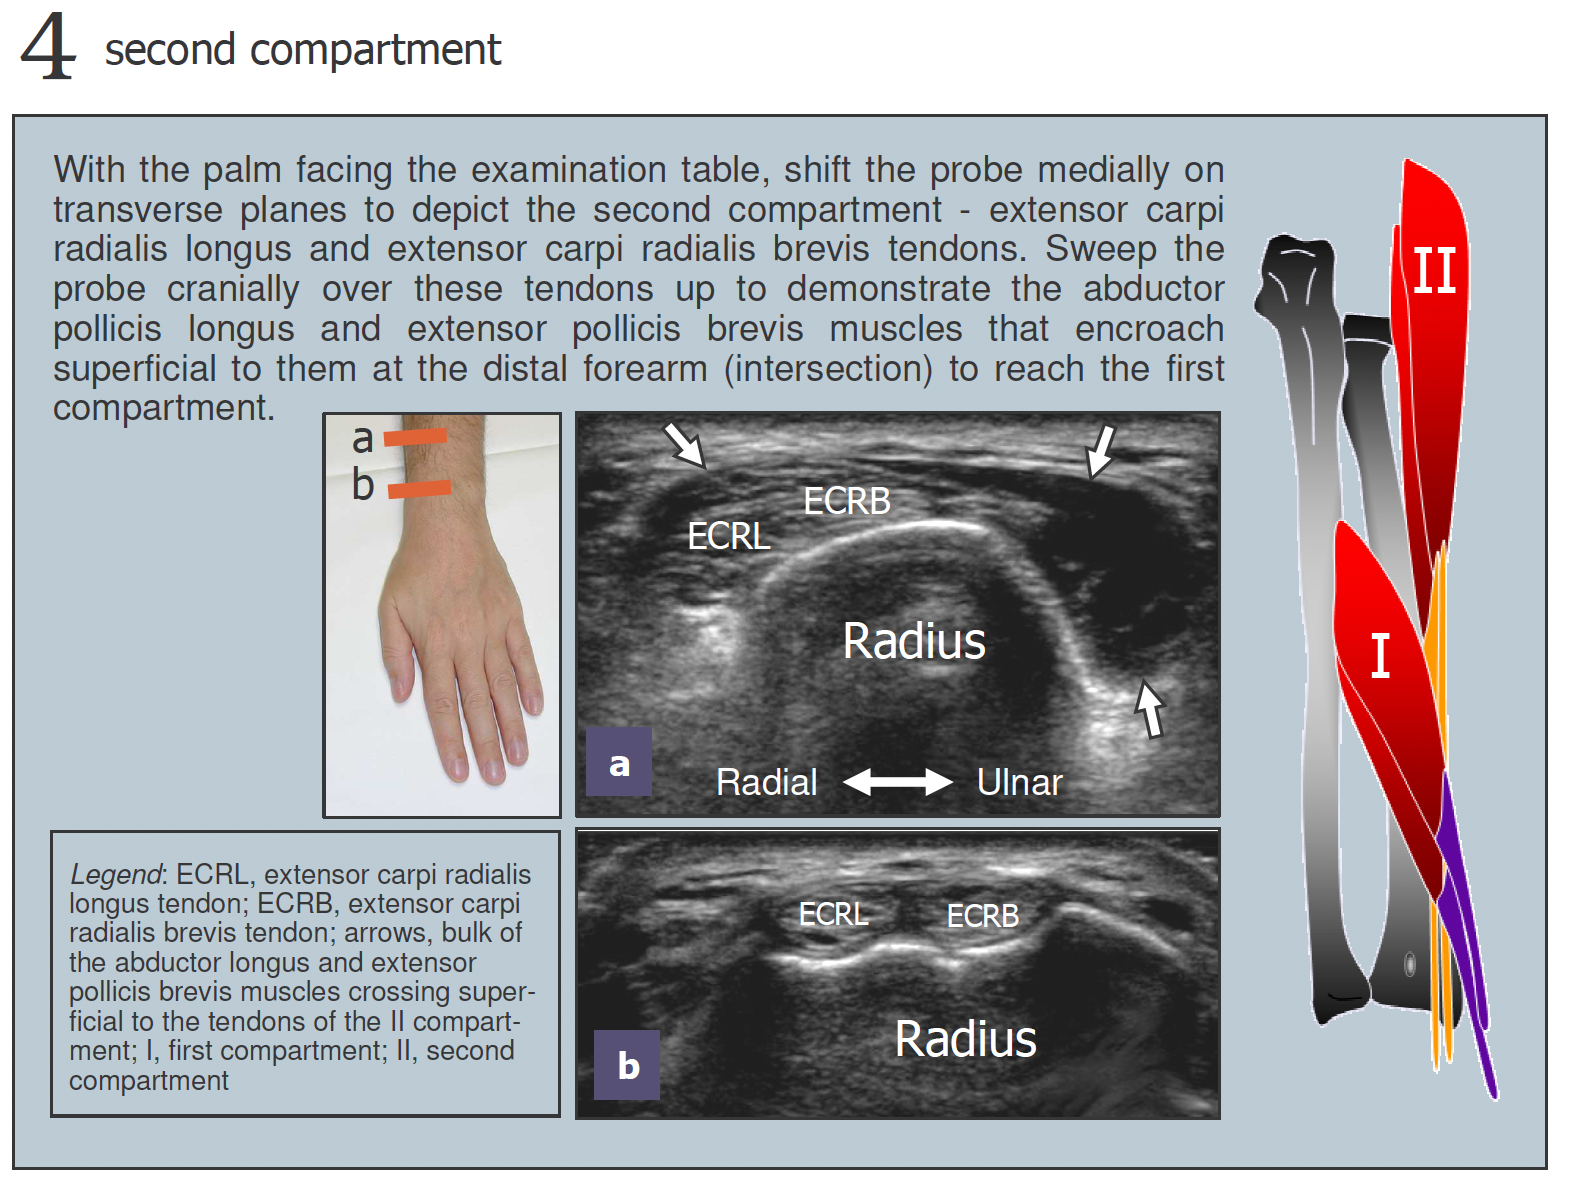 4 second compartment
With the palm facing the examination table, shift the probe medially on
transverse planes to depict the second compartment - extensor carpi
radialis longus and extensor carpi radialis brevis tendons. Sweep the
probe cranially over these tendons up to demonstrate the abductor
pollicis longus and extensor pollicis brevis muscles that encroach
superficial to them at the distal forearm (intersection) to reach the first
compartment.
a
b
ECRB
ECRL
Radius
a
Radial
Ulnar
II
I
Legend: ECRL, extensor carpi radialis
longus tendon; ECRB, extensor carpi
radialis brevis tendon; arrows, bulk of
the abductor longus and extensor
pollicis brevis muscles crossing super-
ficial to the tendons of the II compart-
ment; I, first compartment; II, second
compartment
ECRL
ECRB
Radius
b